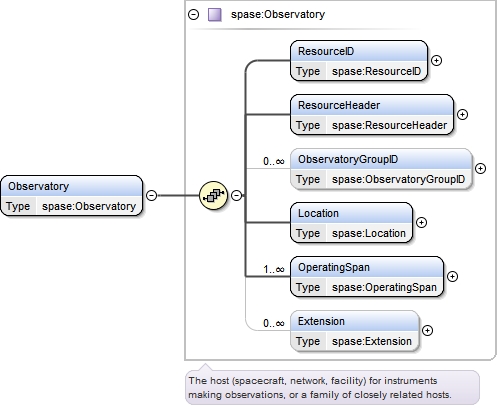 spase:Observatory
ResourceID
Type spase:ResourceID
ResourceHeader
Type spase:ResourceHeader
0..∞
ObservatoryGroupID
Type spase:ObservatoryGroupID
Observatory
Type spase:Observatory
Location
Type spase:Location
1..∞
OperatingSpan
Type spase:OperatingSpan
0..∞
Extension
Type spase:Extension
The host (spacecraft, network, facility) for instruments
making observations, or a family of closely related hosts.